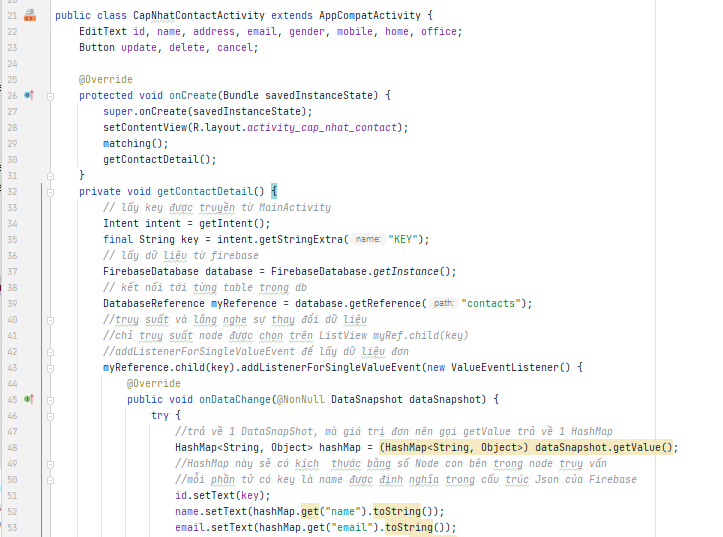 21 public class CapNhatContactActivity extends AppCompatActivity {
22 EditText id, name, address, email, gender, mobile, home, office;
23 Button update, delete, cancel;
24
25 @Override
26 protected void onCreate(Bundle savedInstanceState) {
27 super.onCreate(savedInstanceState);
28 setContentView(R.layout.activity_cap_nhat_contact);
29 matching();
30 getContactDetail();
31 }
32 private void getContactDetail() {
33 // lấy key được truyền từ MainActivity
34 Intent intent = getIntent();
35 final String key = intent.getStringExtra( name: "KEY");
36 // lấy dữ liệu từ firebase
37 FirebaseDatabase database = FirebaseDatabase.getInstance();
38 // kết nối tới từng table trong db
39 DatabaseReference myReference = database.getReference( path: "contacts");
40 //truy suất và lắng nghe sự thay đổi dữ liệu
41 //chỉ truy suất node được chọn trên ListView myRef.child(key)
42 //addListenerForSingleValueEvent để lấy dữ liệu đơn
43 myReference.child(key).addListenerForSingleValueEvent(new ValueEventListener() {
44 @Override
45 public void onDataChange(@NonNull DataSnapshot dataSnapshot) {
46 try {
47 //trả về 1 DataSnapShot, mà giá trị đơn nên gọi getValue trả về 1 HashMap
48 HashMap<String, Object> hashMap = (HashMap<String, Object>) dataSnapshot.getValue();
49 //HashMap này sẽ có kích  thước bằng số Node con bên trong node truy vấn
50 //mỗi phần tử có key là name được định nghĩa trong cấu trúc Json của Firebase
51 id.setText(key);
52 name.setText(hashMap.get("name").toString());
53 email.setText(hashMap.get("email").toString());